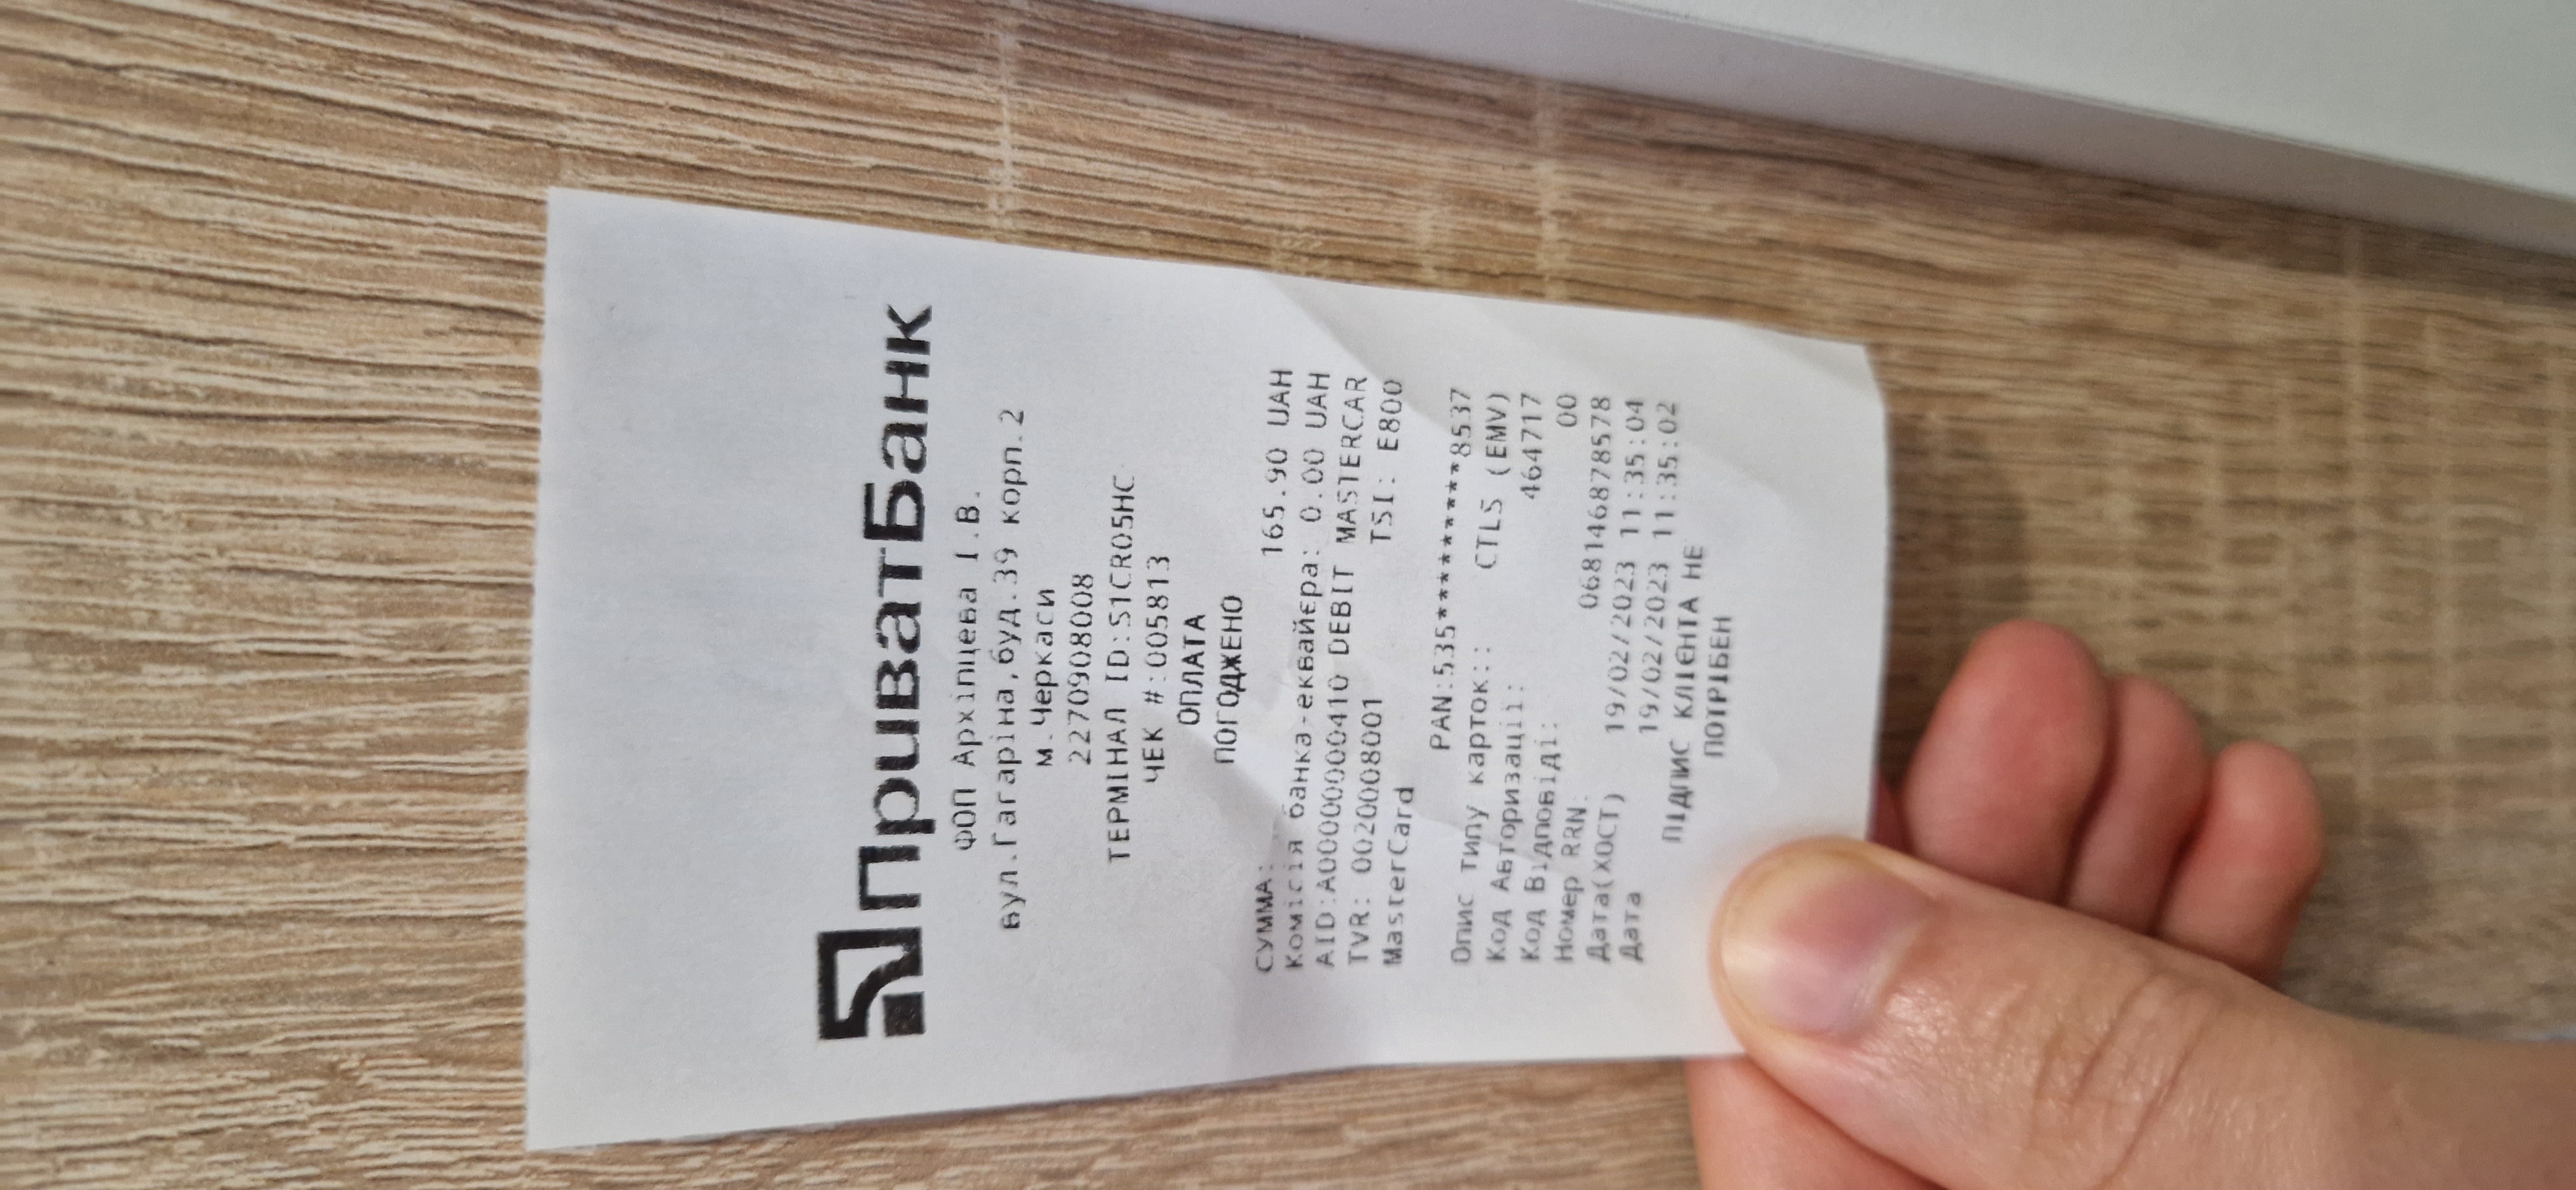 ПриватБанк
ФОП Архіпцева І.В.
вул.Гагаріна,буд.39 корп.2
м.Черкаси
2270908008
ТЕРМІНАЛ ID:S1CR05HC
ЧЕК #:005813
ОПЛАТА
ПОГОДЖЕНО
СУММА: 165.90 UAH
Комісія банка-еквайєра: 0.00 UAH
AID:A0000000041010 DEBIT MASTERCAR
TVR: 0020008001 TSI: E800
MasterCard
PAN:535*********8537
Опис типу карток:: CTLS (EMV)
Код Авторизації: 464717
Код Відповіді: 00
Номер RRN: 068146878578
Дата(ХОСТ) 19/02/2023 11:35:04
Дата 19/02/2023 11:35:02
ПІДПИС КЛІЄНТА НЕ
ПОТРІБЕН